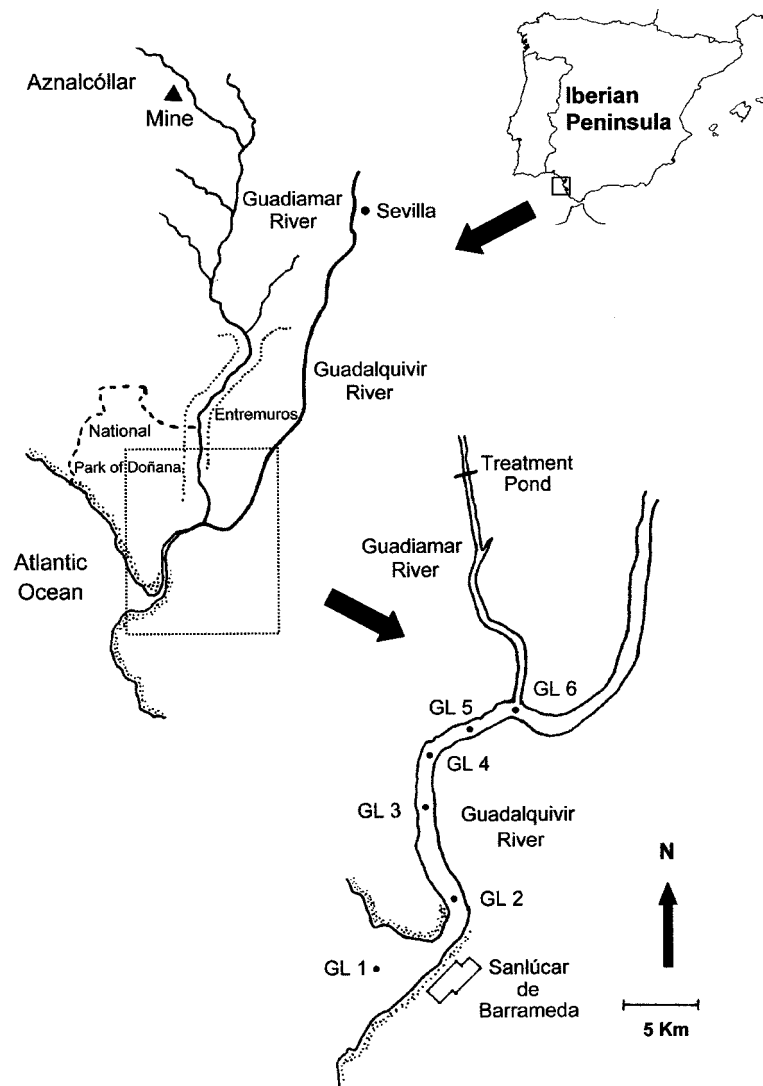 Aznalcóllar
Mine
Iberian
Peninsula
Guadiamar
River
Sevilla
Guadalquivir
River
Entremuros
National
Park of Doñana
Atlantic
Ocean
Treatment
Pond
Guadiamar
River
GL 6
GL 5
GL 4
GL 3
Guadalquivir
River
N
GL 2
GL 1
Sanlúcar
de
Barrameda
5 Km